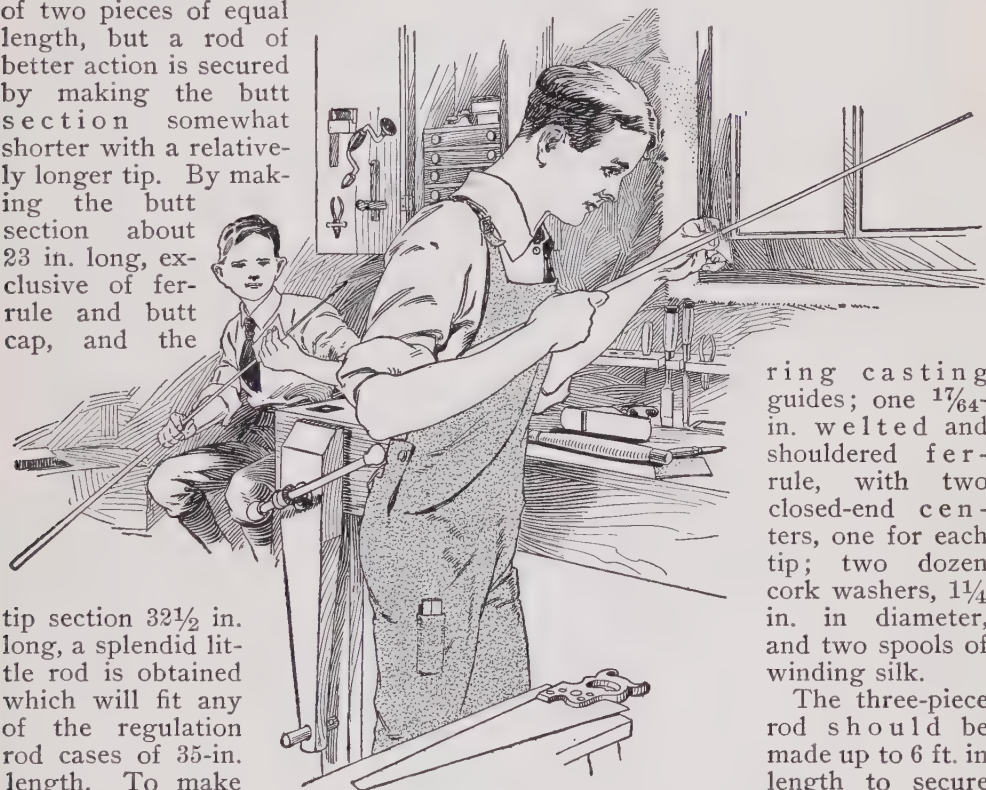 of two pieces of equal
length, but a rod of
better action is secured
by making the butt
section somewhat
shorter with a relative-
ly longer tip. By mak-
ing the butt
section about
23 in. long, ex-
clusive of fer-
rule and butt
cap, and the
tip section 32½ in.
long, a splendid lit-
tle rod is obtained
which will fit any
of the regulation
rod cases of 35-in.
length. To make
ring casting
guides; one 17⁄64-
in. welted and
shouldered fer-
rule, with two
closed-end cen-
ters, one for each
tip; two dozen
cork washers, 1¼
in. in diameter,
and two spools of
winding silk.
The three-piece
rod should be
made up to 6 ft. in
length to secure